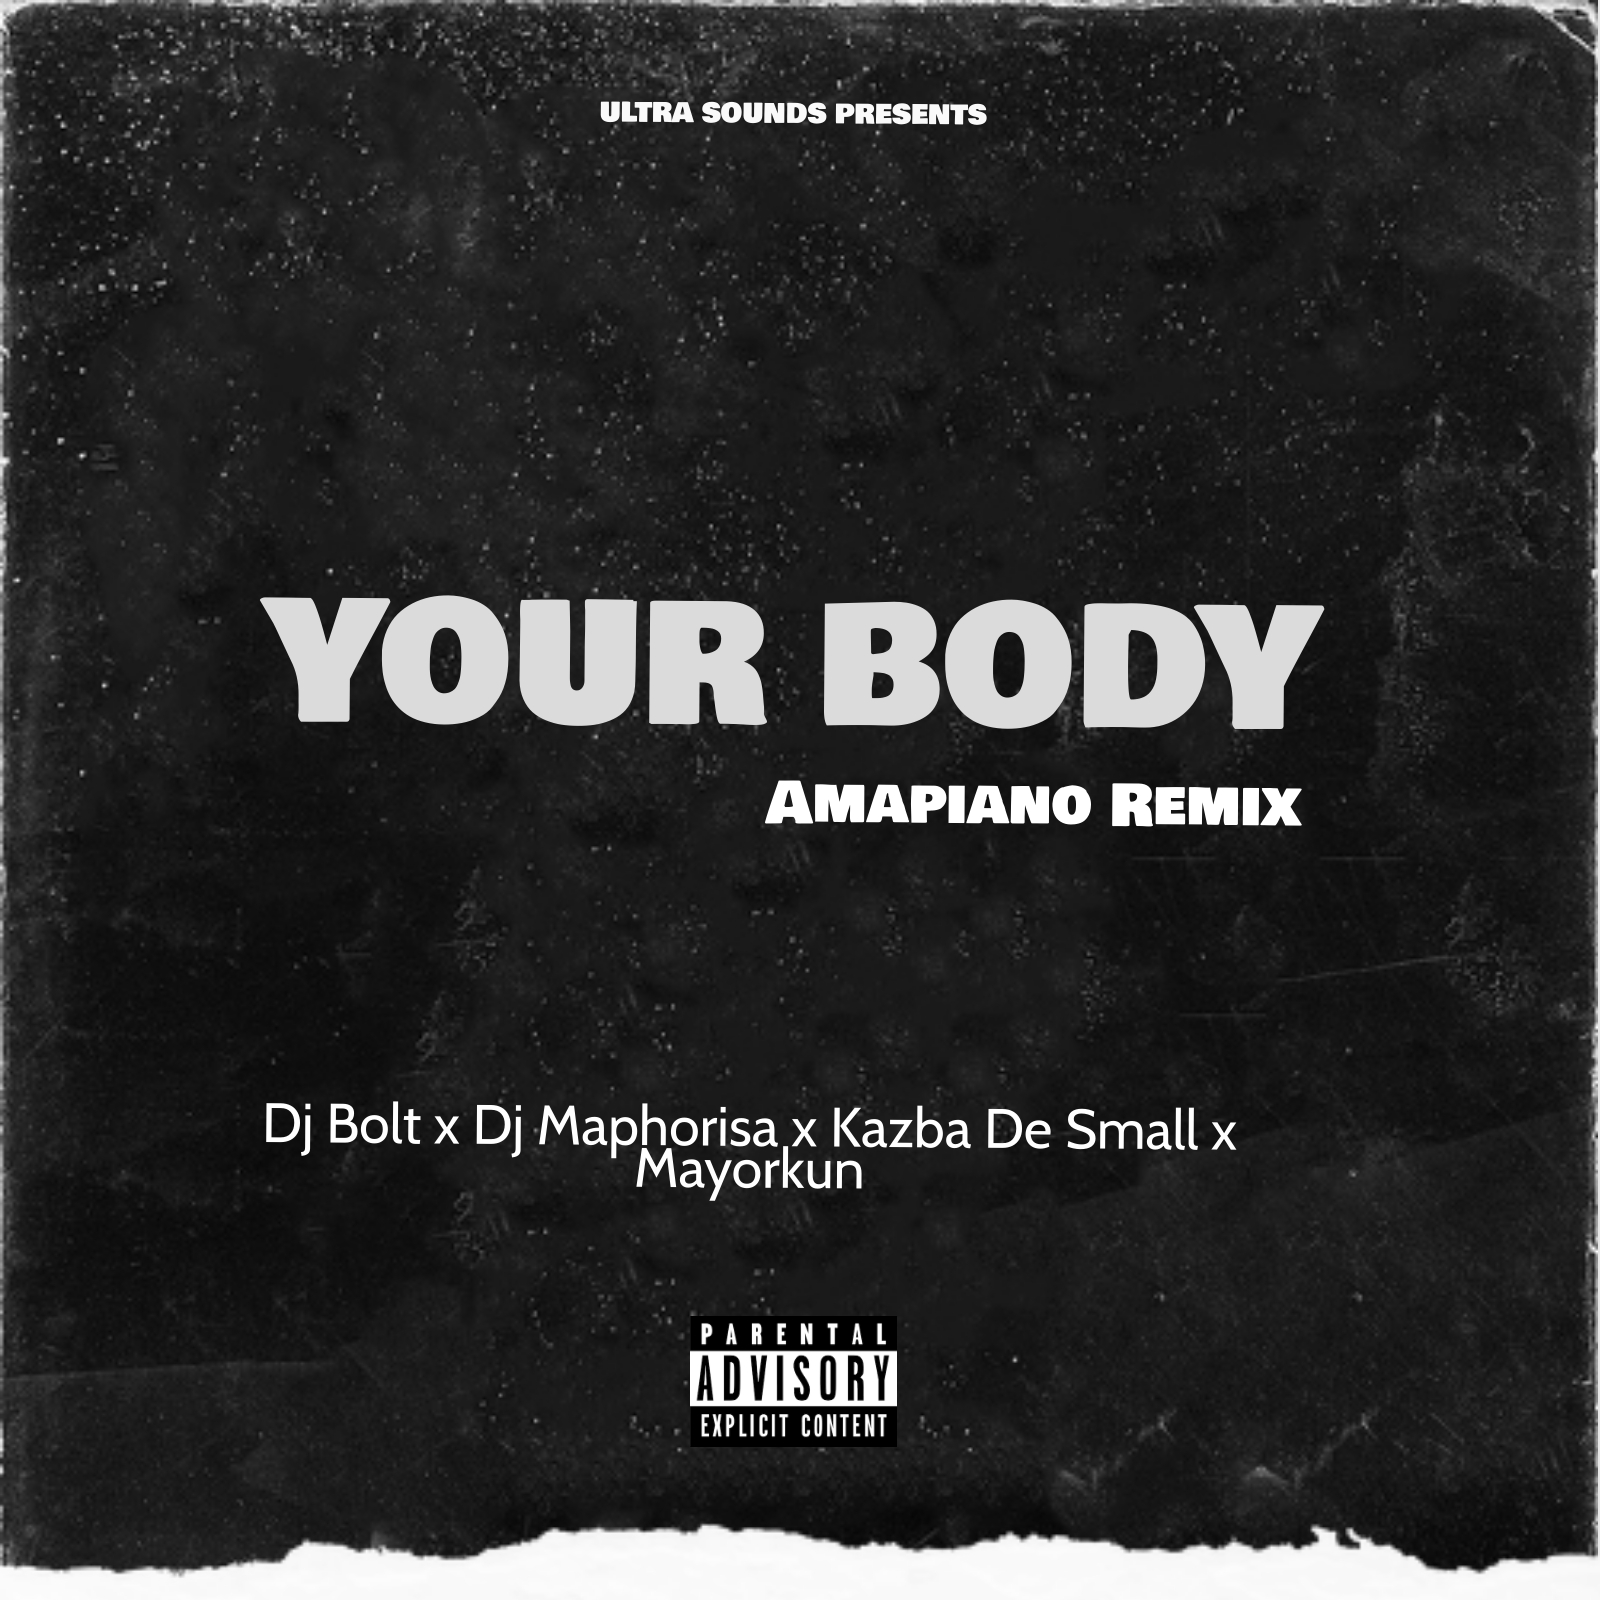 ULTRA SOUNDS PRESENTS
YOUR BODY
AMAPIANO REMIX
Dj Bolt x Dj Maphorisa x Kazba De Small x
Mayorkun
PARENTAL
ADVISORY
EXPLICIT CONTENT